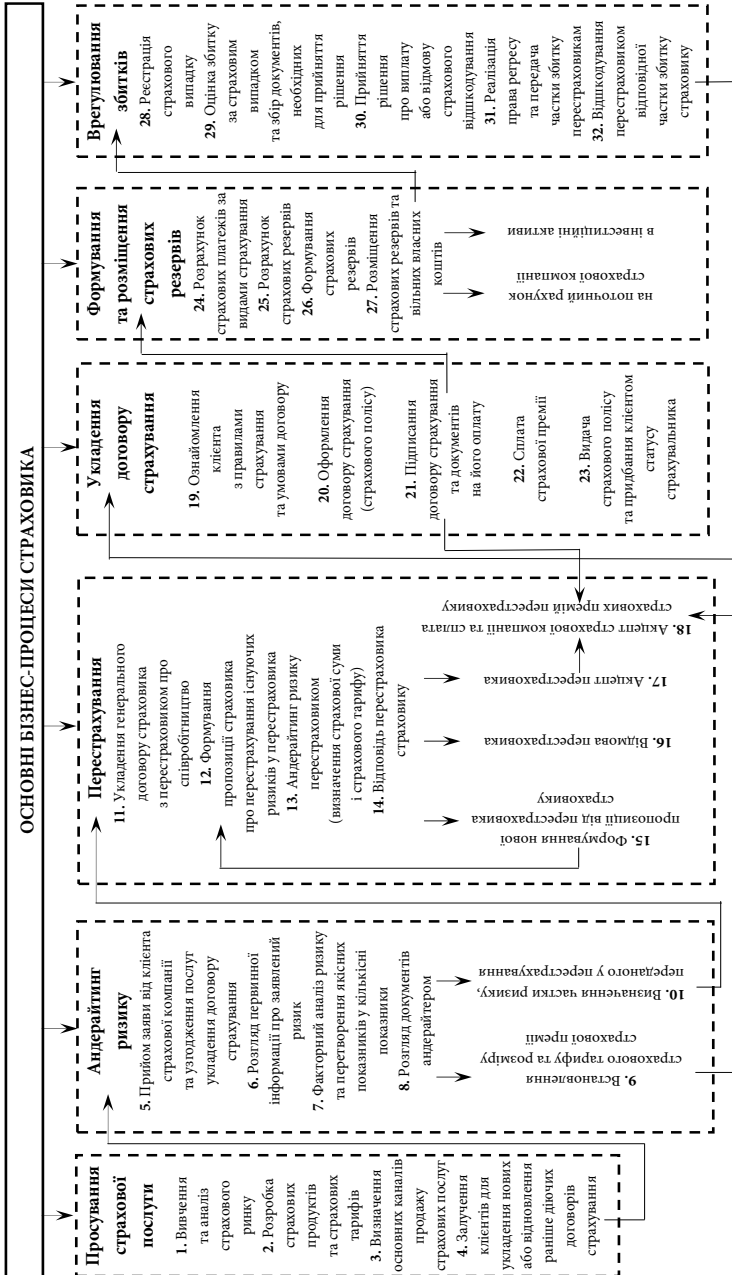 ОСНОВНІ БІЗНЕС-ПРОЦЕСИ СТРАХОВИКА
Просування
страхової
послуги
1. Вивчення
та аналіз
страхового
ринку
2. Розробка
страхових
продуктів
та страхових
тарифів
3. Визначення
основних каналів
продажу
страхових послуг
4. Залучення
клієнтів для
укладення нових
або відновлення
раніше діючих
договорів
страхування
Андерайтинг
ризику
5. Прийом заяви від клієнта
страхової компанії
та узгодження послуг
укладення договору
страхування
6. Розгляд первинної
інформації про заявлений
ризик
7. Факторний аналіз ризику
та перетворення якісних
показників у кількісні
показники
8. Розгляд документів
андерайтером
9. Встановлення
страхового тарифу та розміру
страхової премії
10. Визначення частки ризику,
переданого у перестрахування
Перестрахування
11. Укладення генерального
договору страховика
з перестраховиком про
співробітництво
12. Формування
пропозиції страховика
про перестрахування існуючих
ризиків у перестраховика
13. Андерайтинг ризику
перестраховиком
(визначення страхової суми
і страхового тарифу)
14. Відповідь перестраховика
страховику
15. Формування нової
пропозиції від перестраховика
страховику
16. Відмова перестраховика
17. Акцепт перестраховика
18. Акцепт страхової компанії та сплата
страхових премій перестраховику
Укладення
договору
страхування
19. Ознайомлення
клієнта
з правилами
страхування
та умовами договору
20. Оформлення
договору страхування
(страхового полісу)
21. Підписання
договору страхування
та документів
на його оплату
22. Сплата
страхової премії
23. Видача
страхового полісу
та придбання клієнтом
статусу
страхувальника
Формування
та розміщення
страхових
резервів
24. Розрахунок
страхових платежів за
видами страхування
25. Розрахунок
страхових резервів
26. Формування
страхових
резервів
27. Розміщення
страхових резервів та
вільних власних
коштів
на поточний рахунок
страхової компанії
в інвестиційні активи
Врегулювання
збитків
28. Реєстрація
страхового
випадку
29. Оцінка збитку
за страховим
випадком
та збір документів,
необхідних
для прийняття
рішення
30. Прийняття
рішення
про виплату
або відмову
страхового
відшкодування
31. Реалізація
права регресу
та передача
частки збитку
перестраховикам
32. Відшкодування
перестраховиком
відповідної
частки збитку
страховику